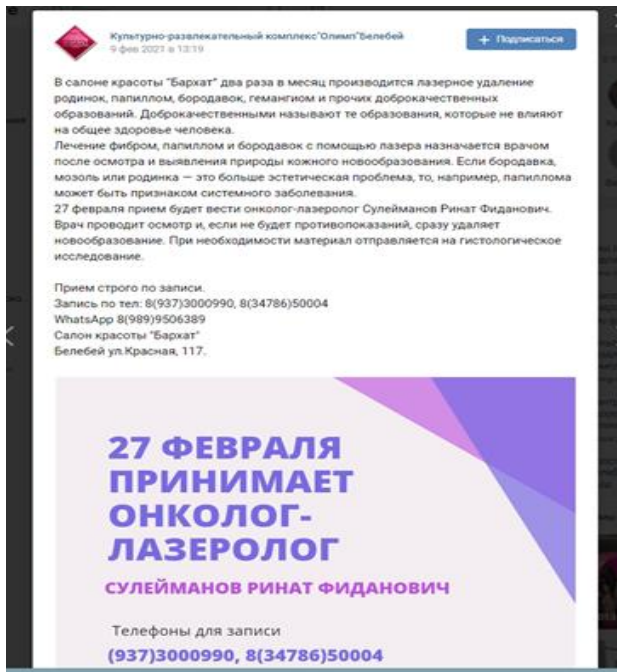 Культурно-развлекательный комплекс"Олимп"Белебей
9 фев 2021 в 13:19
+ Подписаться
В салоне красоты "Бархат" два раза в месяц производится лазерное удаление
родинок, папиллом, бородавок, гемангиом и прочих доброкачественных
образований. Доброкачественными называют те образования, которые не влияют
на общее здоровье человека.
Лечение фибром, папиллом и бородавок с помощью лазера назначается врачом
после осмотра и выявления природы кожного новообразования. Если бородавка,
мозоль или родинка — это больше эстетическая проблема, то, например, папиллома
может быть признаком системного заболевания.
27 февраля прием будет вести онколог-лазеролог Сулейманов Ринат Фиданович.
Врач проводит осмотр и, если не будет противопоказаний, сразу удаляет
новообразование. При необходимости материал отправляется на гистологическое
исследование.
Прием строго по записи.
Запись по тел: 8(937)3000990, 8(34786)50004
WhatsApp 8(989)9506389
Салон красоты "Бархат"
Белебей ул.Красная, 117.
27 ФЕВРАЛЯ
ПРИНИМАЕТ
ОНКОЛОГ-
ЛАЗЕРОЛОГ
СУЛЕЙМАНОВ РИНАТ ФИДАНОВИЧ
Телефоны для записи
(937)3000990, 8(34786)50004